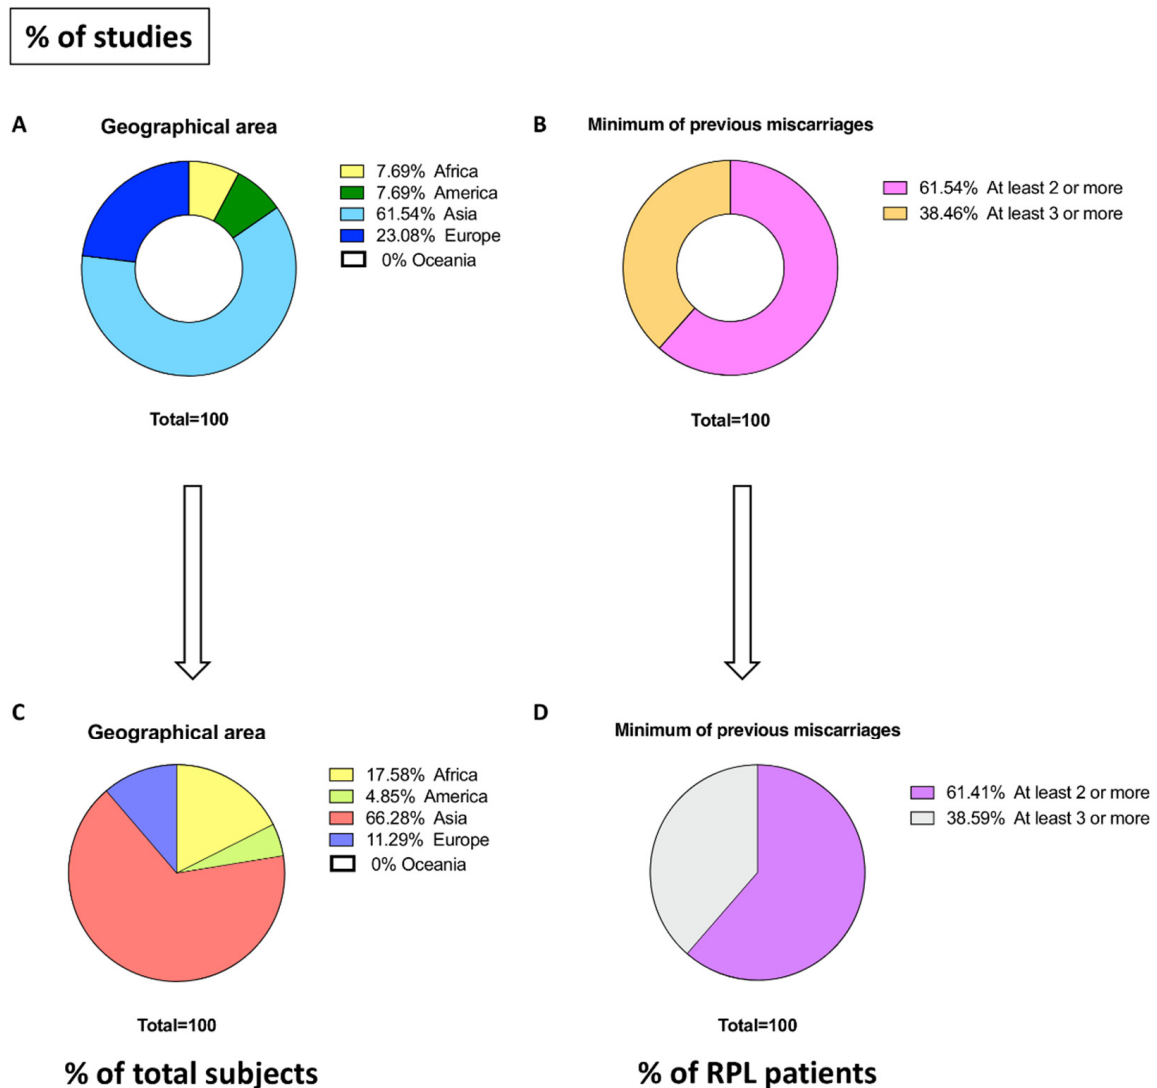 % of studies
A
Geographical area
7.69% Africa
7.69% America
61.54% Asia
23.08% Europe
0% Oceania
Total=100
B
Minimum of previous miscarriages
61.54% At least 2 or more
38.46% At least 3 or more
Total=100
C
Geographical area
17.58% Africa
4.85% America
66.28% Asia
11.29% Europe
0% Oceania
Total=100
% of total subjects
D
Minimum of previous miscarriages
61.41% At least 2 or more
38.59% At least 3 or more
Total=100
% of RPL patients